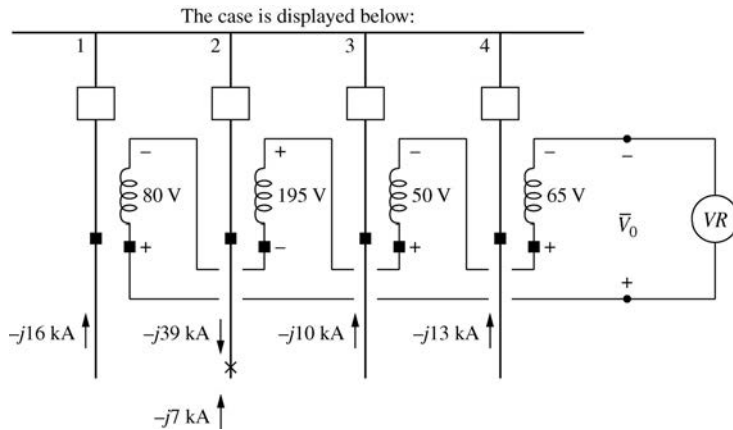 The case is displayed below:
1 2 3 4
– + – –
80 V 195 V 50 V 65 V
–
V̄₀
VR
+ – + +
+
–j16 kA –j39 kA –j10 kA –j13 kA
–j7 kA